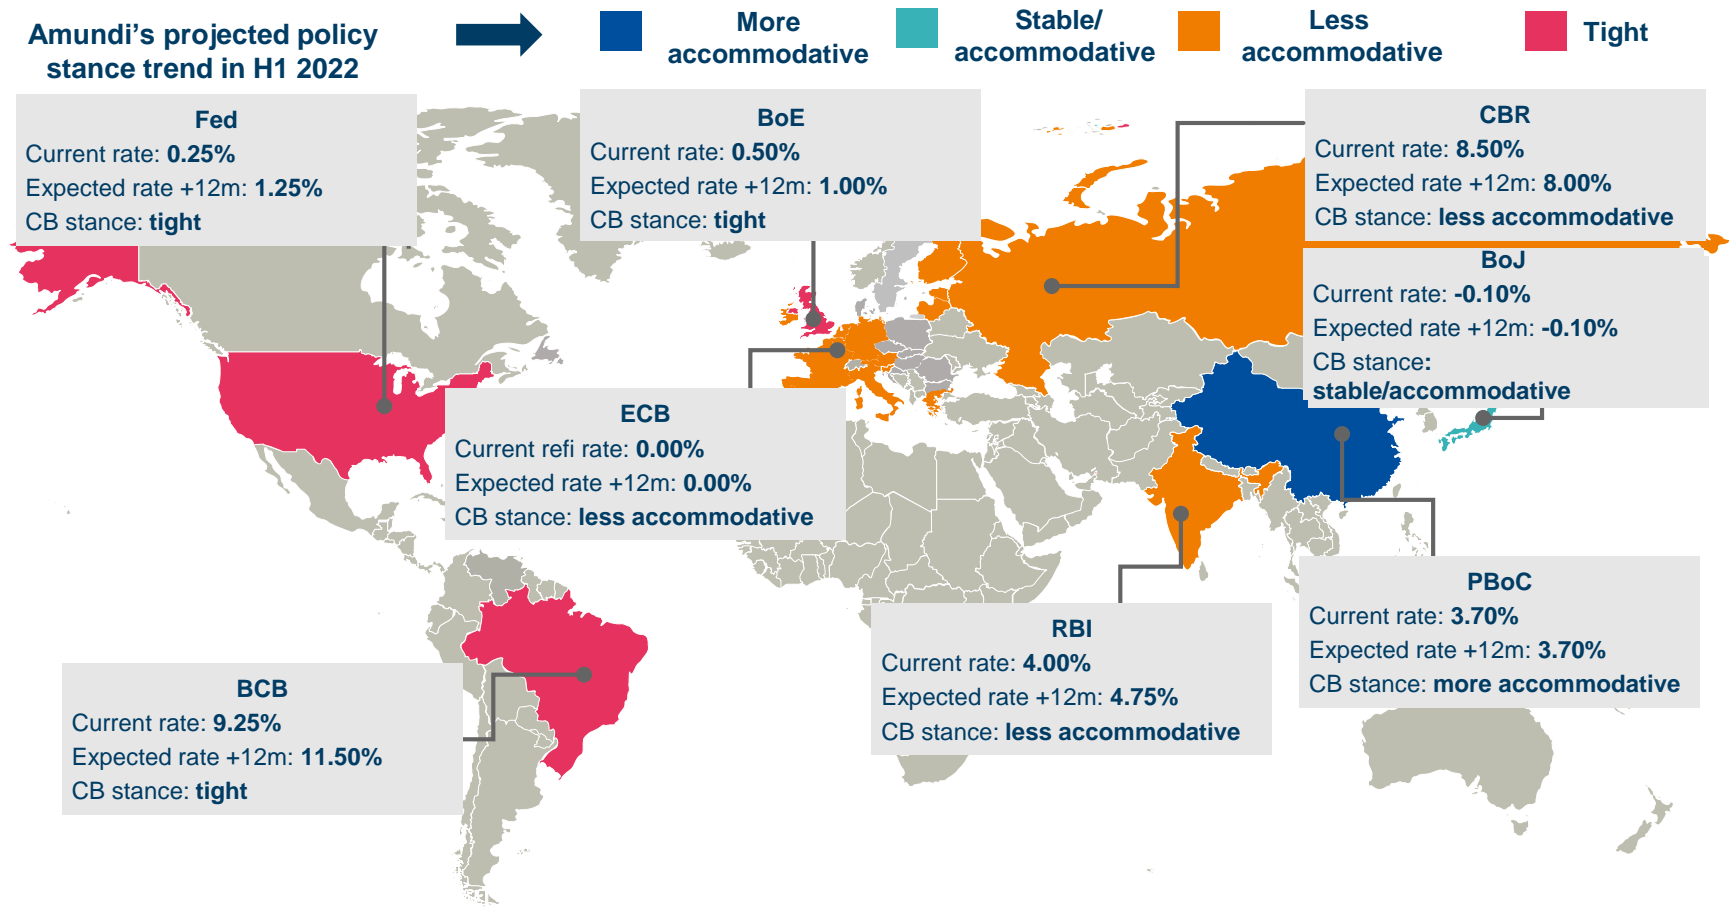 Amundi's projected policy
stance trend in H1 2022
More
accommodative
Stable/
accommodative
Less
accommodative
Tight
Fed
Current rate: 0.25%
Expected rate +12m: 1.25%
CB stance: tight
BoE
Current rate: 0.50%
Expected rate +12m: 1.00%
CB stance: tight
CBR
Current rate: 8.50%
Expected rate +12m: 8.00%
CB stance: less accommodative
BoJ
Current rate: -0.10%
Expected rate +12m: -0.10%
CB stance:
stable/accommodative
ECB
Current refi rate: 0.00%
Expected rate +12m: 0.00%
CB stance: less accommodative
PBoC
Current rate: 3.70%
Expected rate +12m: 3.70%
CB stance: more accommodative
RBI
Current rate: 4.00%
Expected rate +12m: 4.75%
CB stance: less accommodative
BCB
Current rate: 9.25%
Expected rate +12m: 11.50%
CB stance: tight